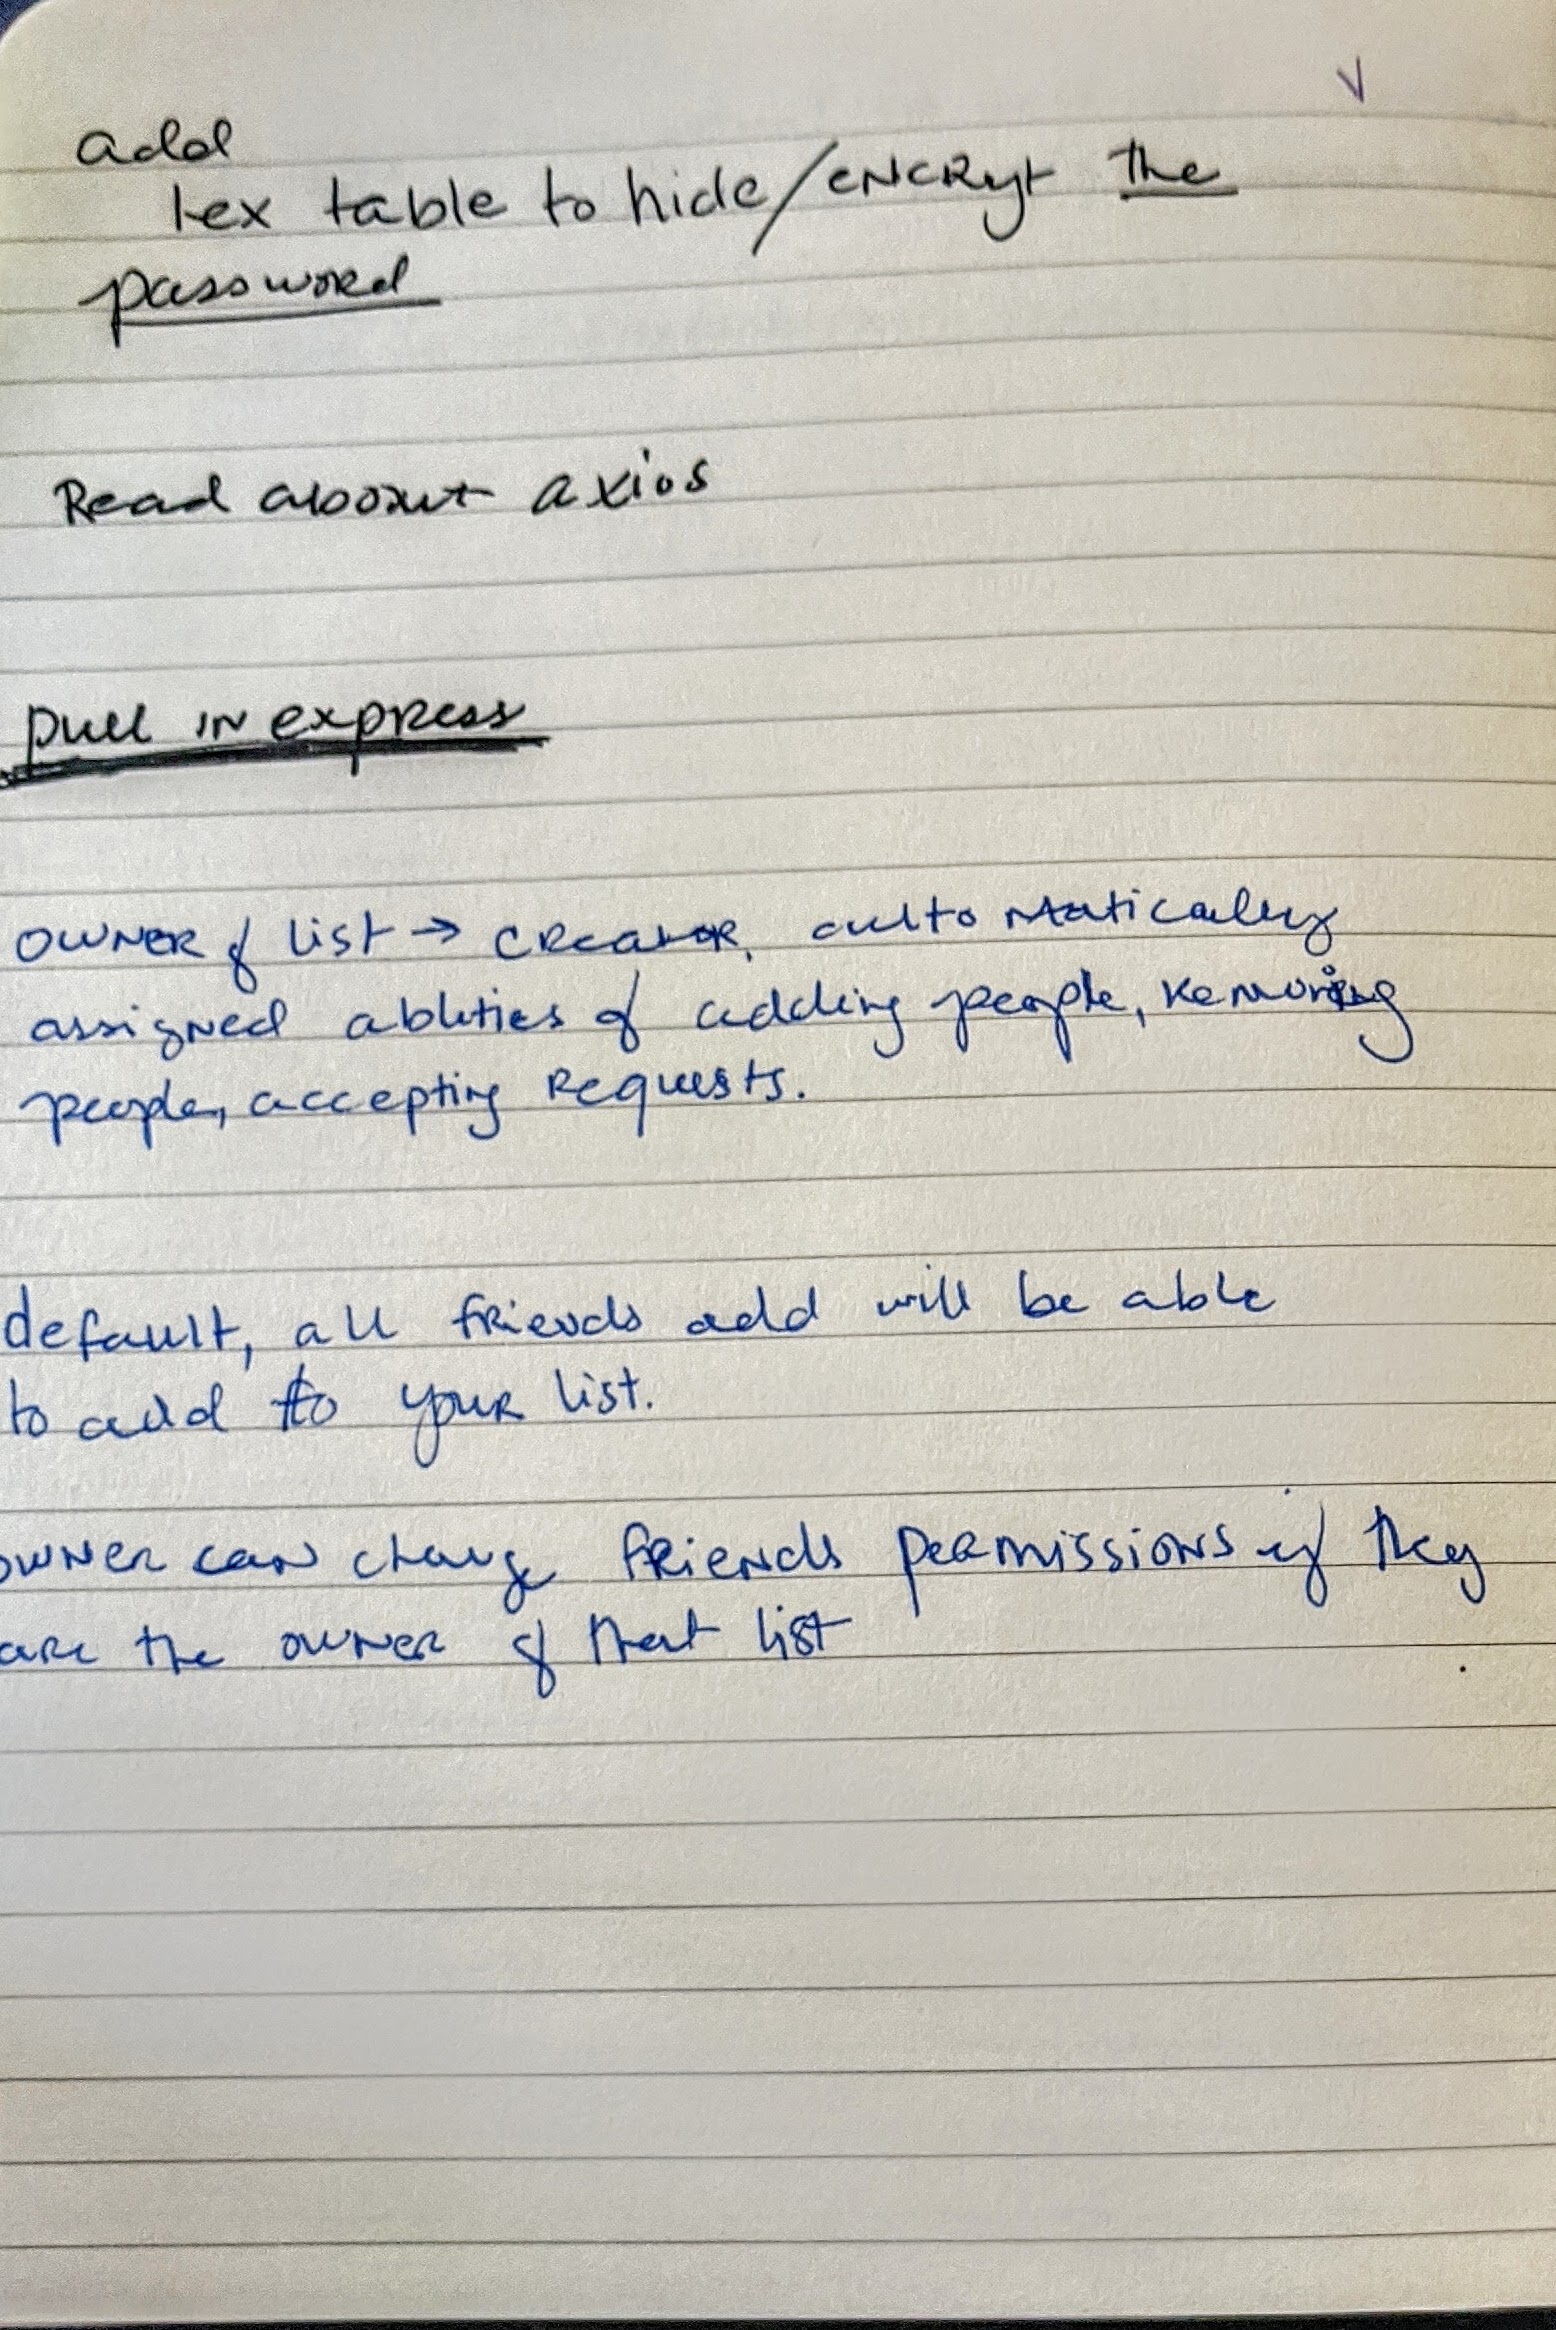 add
tex table to hide/encryt the
password
Read about axios
pull in express
owner of list → creator, automatically
assigned ablities of adding people, removing
people, accepting requests.
default, all friends add will be able
to add to your list.
owner can change friends permissions if they
are the owner of that list